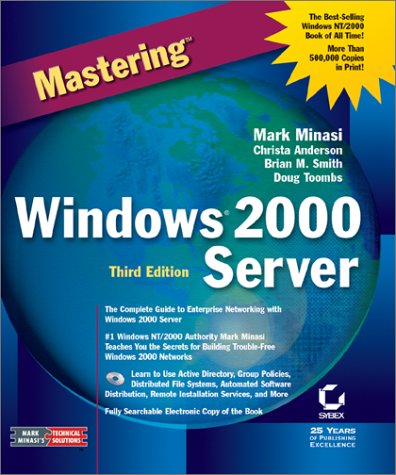 Mastering™
The Best-Selling
Windows NT/2000
Book of All Time!
More Than
500,000 Copies
in Print!
Mark Minasi
Christa Anderson
Brian M. Smith
Doug Toombs
Windows® 2000
Third Edition
Server
The Complete Guide to Enterprise Networking with
Windows 2000 Server
#1 Windows NT/2000 Authority Mark Minasi
Teaches You the Secrets for Building Trouble-Free
Windows 2000 Networks
Learn to Use Active Directory, Group Policies,
Distributed File Systems, Automated Software
Distribution, Remote Installation Services, and More
Fully Searchable Electronic Copy of the Book
MARK
MINASI'S
TECHNICAL
SOLUTIONS
™
SYBEX
25 YEARS
OF PUBLISHING
EXCELLENCE